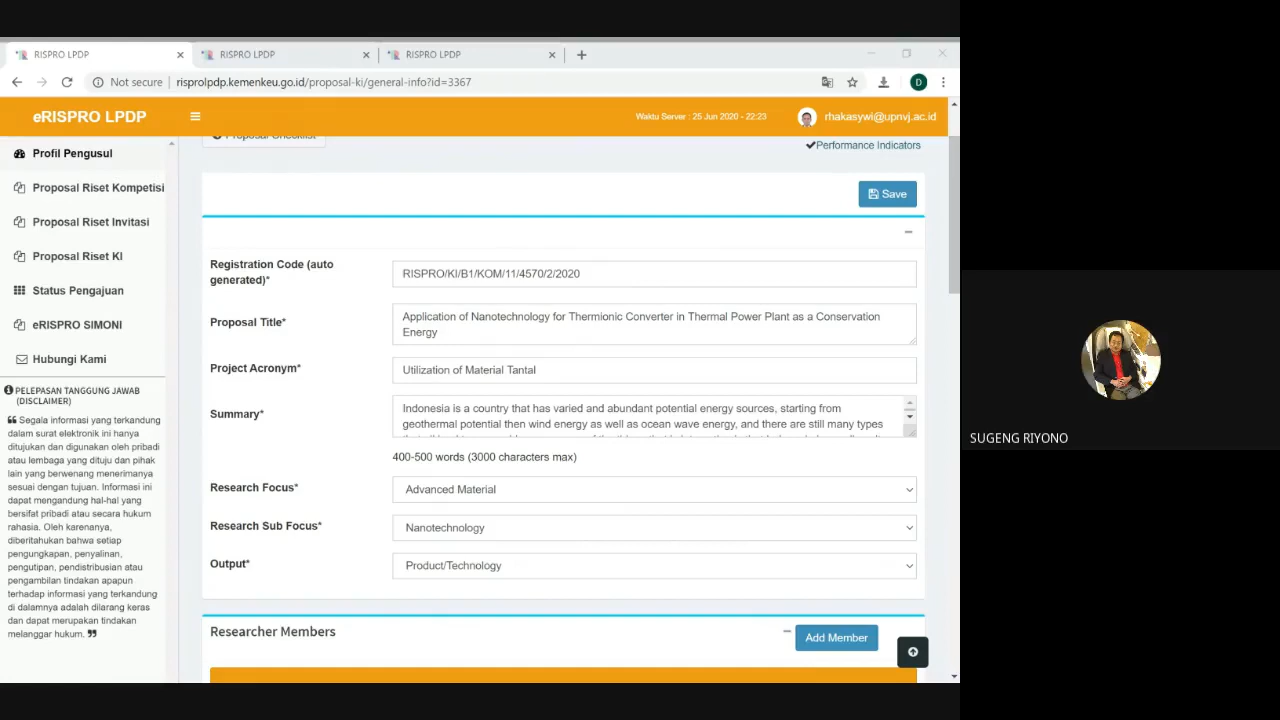 RISPRO LPDP
RISPRO LPDP
RISPRO LPDP
Not secure
risprolpdp.kemenkeu.go.id/proposal-ki/general-info?id=3367
D
eRISPRO LPDP
Waktu Server : 25 Jun 2020 - 22:23
rhakasywi@upnvj.ac.id
Profil Pengusul
Proposal Riset Kompetisi
Proposal Riset Invitasi
Proposal Riset KI
Status Pengajuan
eRISPRO SIMONI
Hubungi Kami
PELEPASAN TANGGUNG JAWAB
(DISCLAIMER)
Segala informasi yang terkandung
dalam surat elektronik ini hanya
ditujukan dan digunakan oleh pribadi
atau lembaga yang dituju dan pihak
lain yang berwenang menerimanya
sesuai dengan tujuan. Informasi ini
dapat mengandung hal-hal yang
bersifat pribadi atau secara hukum
rahasia. Oleh karenanya,
diberitahukan bahwa setiap
pengungkapan, penyalinan,
pengutipan, pendistribusian atau
pengambilan tindakan apapun
terhadap informasi yang terkandung
di dalamnya adalah dilarang keras
dan dapat merupakan tindakan
melanggar hukum.
Proposal Checklist
Performance Indicators
Save
Registration Code (auto
generated)*
RISPRO/KI/B1/KOM/11/4570/2/2020
Proposal Title*
Application of Nanotechnology for Thermionic Converter in Thermal Power Plant as a Conservation
Energy
Project Acronym*
Utilization of Material Tantal
Summary*
Indonesia is a country that has varied and abundant potential energy sources, starting from
geothermal potential then wind energy as well as ocean wave energy, and there are still many types
400-500 words (3000 characters max)
Research Focus*
Advanced Material
Research Sub Focus*
Nanotechnology
Output*
Product/Technology
Researcher Members
Add Member
SUGENG RIYONO